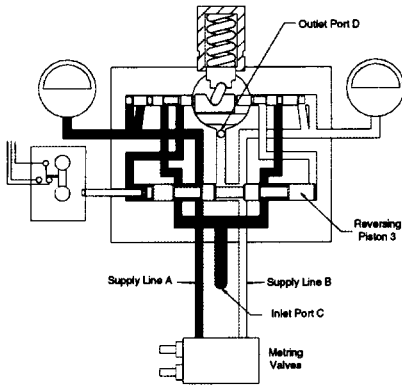 Outlet Port D
Reversing
Piston 3
Supply Line A
Supply Line B
Inlet Port C
Metring
Valves